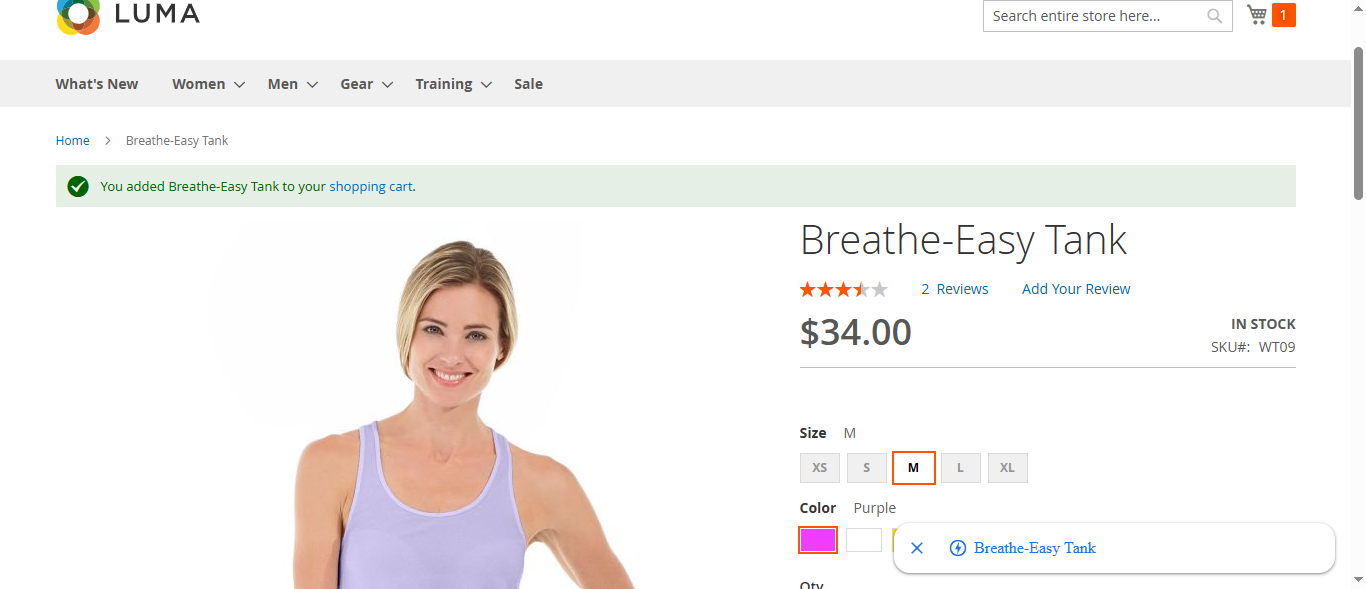 LUMA
Search entire store here...
1
What's New Women Men Gear Training Sale
Home Breathe-Easy Tank
You added Breathe-Easy Tank to your shopping cart.
Breathe-Easy Tank
2 Reviews Add Your Review
$34.00
IN STOCK
SKU#: WT09
Size M
XS S M L XL
Color Purple
Breathe-Easy Tank
Qty